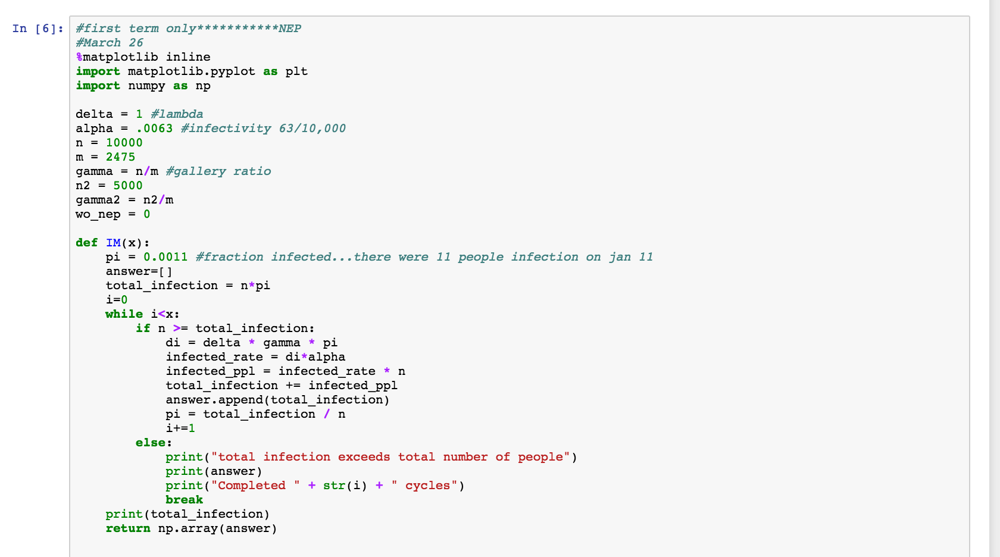 In [6]:
#first term only***********NEP
#March 26
%matplotlib inline
import matplotlib.pyplot as plt
import numpy as np

delta = 1 #lambda
alpha = .0063 #infectivity 63/10,000
n = 10000
m = 2475
gamma = n/m #gallery ratio
n2 = 5000
gamma2 = n2/m
wo_nep = 0

def IM(x):
    pi = 0.0011 #fraction infected...there were 11 people infection on jan 11
    answer=[]
    total_infection = n*pi
    i=0
    while i<x:
        if n >= total_infection:
            di = delta * gamma * pi
            infected_rate = di*alpha
            infected_ppl = infected_rate * n
            total_infection += infected_ppl
            answer.append(total_infection)
            pi = total_infection / n
            i+=1
        else:
            print("total infection exceeds total number of people")
            print(answer)
            print("Completed " + str(i) + " cycles")
            break
    print(total_infection)
    return np.array(answer)